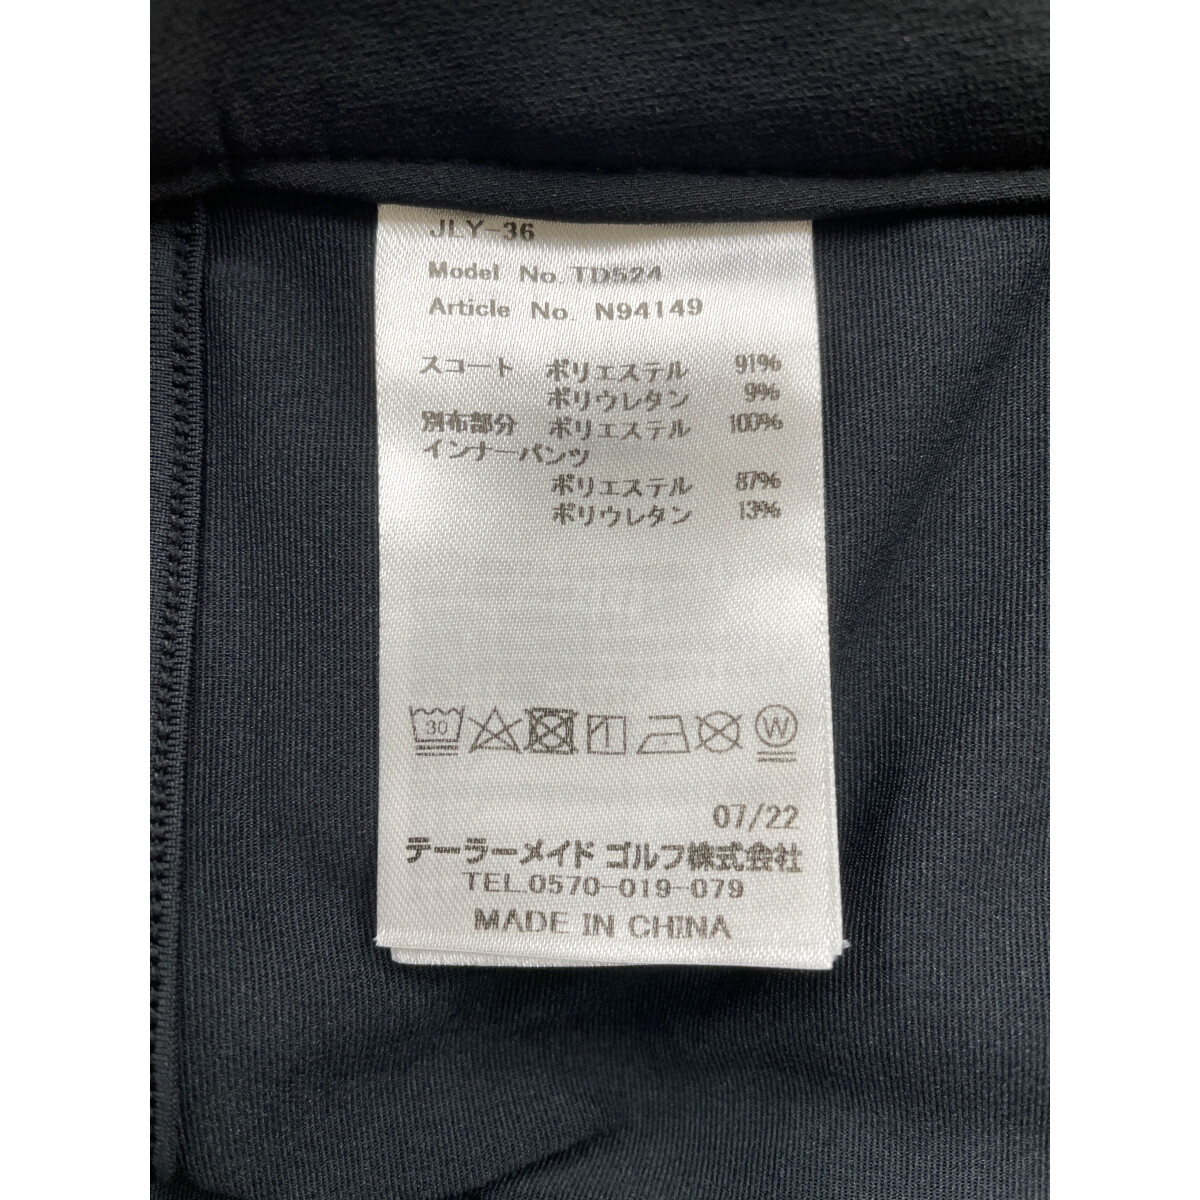 JLY-36
Model No. TD524
Article No. N94149
スコート ポリエステル 91%
ポリウレタン 9%
別布部分 ポリエステル 100%
インナーパンツ
ポリエステル 87%
ポリウレタン 13%
30 W
07/22
テーラーメイド ゴルフ株式会社
TEL.0570-019-079
MADE IN CHINA